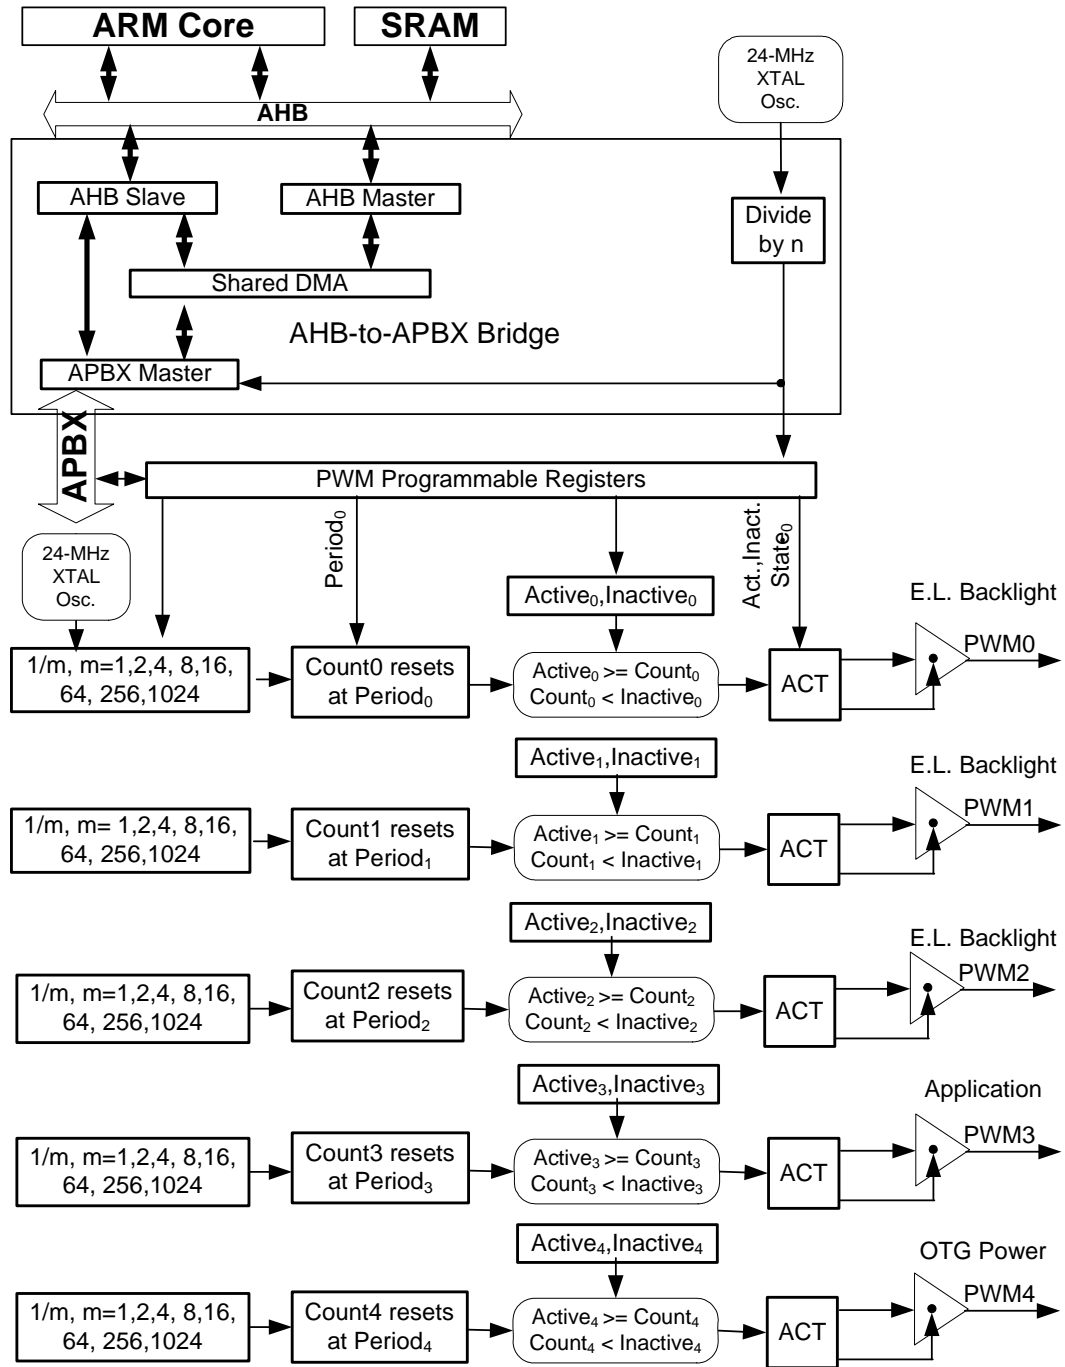 ARM Core
SRAM
24-MHz
XTAL
Osc.
AHB
AHB Slave
AHB Master
Divide
by n
Shared DMA
AHB-to-APBX Bridge
APBX Master
APBX
PWM Programmable Registers
24-MHz
XTAL
Osc.
Period0
Active0,Inactive0
Act.,Inact.
State0
E.L. Backlight
1/m, m=1,2,4, 8,16,
64, 256,1024
Count0 resets
at Period0
Active0 >= Count0
Count0 < Inactive0
ACT
PWM0
Active1,Inactive1
E.L. Backlight
1/m, m= 1,2,4, 8,16,
64, 256,1024
Count1 resets
at Period1
Active1 >= Count1
Count1 < Inactive1
ACT
PWM1
Active2,Inactive2
E.L. Backlight
1/m, m=1,2,4, 8,16,
64, 256,1024
Count2 resets
at Period2
Active2 >= Count2
Count2 < Inactive2
ACT
PWM2
Active3,Inactive3
Application
1/m, m=1,2,4, 8,16,
64, 256,1024
Count3 resets
at Period3
Active3 >= Count3
Count3 < Inactive3
ACT
PWM3
Active4,Inactive4
OTG Power
1/m, m=1,2,4, 8,16,
64, 256,1024
Count4 resets
at Period4
Active4 >= Count4
Count4 < Inactive4
ACT
PWM4